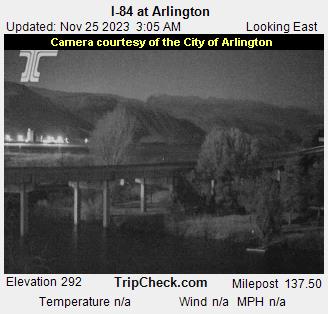 I-84 at Arlington
Updated: Nov 25 2023 3:05 AM Looking East
Camera courtesy of the City of Arlington
Elevation 292 TripCheck.com Milepost 137.50
Temperature n/a Wind n/a MPH n/a